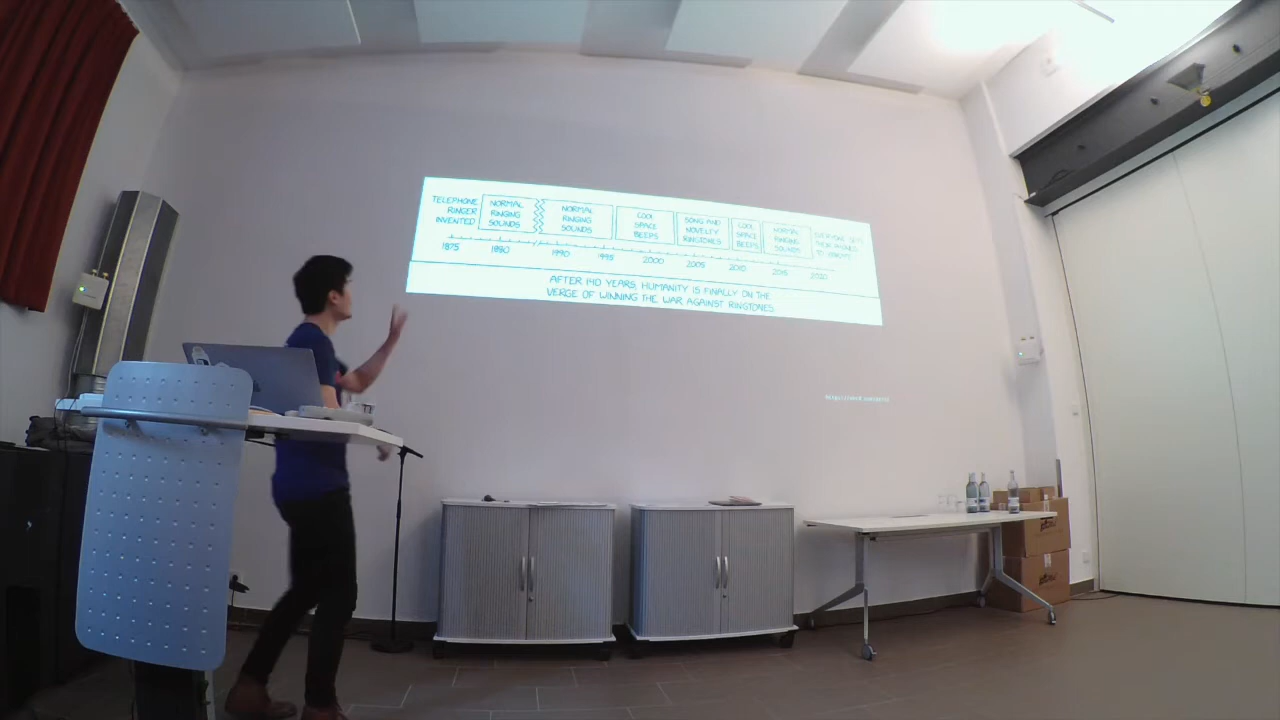 TELEPHONE
RINGER
INVENTED
NORMAL
RINGING
SOUNDS
NORMAL
RINGING
SOUNDS
COOL
SPACE
BEEPS
SONG AND
NOVELTY
RINGTONES
COOL
SPACE
BEEPS
NORMAL
RINGING
SOUNDS
EVERYONE SETS
THEIR PHONES
TO VIBRATE
1875 1880 1990 1995 2000 2005 2010 2015 2020
AFTER 140 YEARS, HUMANITY IS FINALLY ON THE
VERGE OF WINNING THE WAR AGAINST RINGTONES.